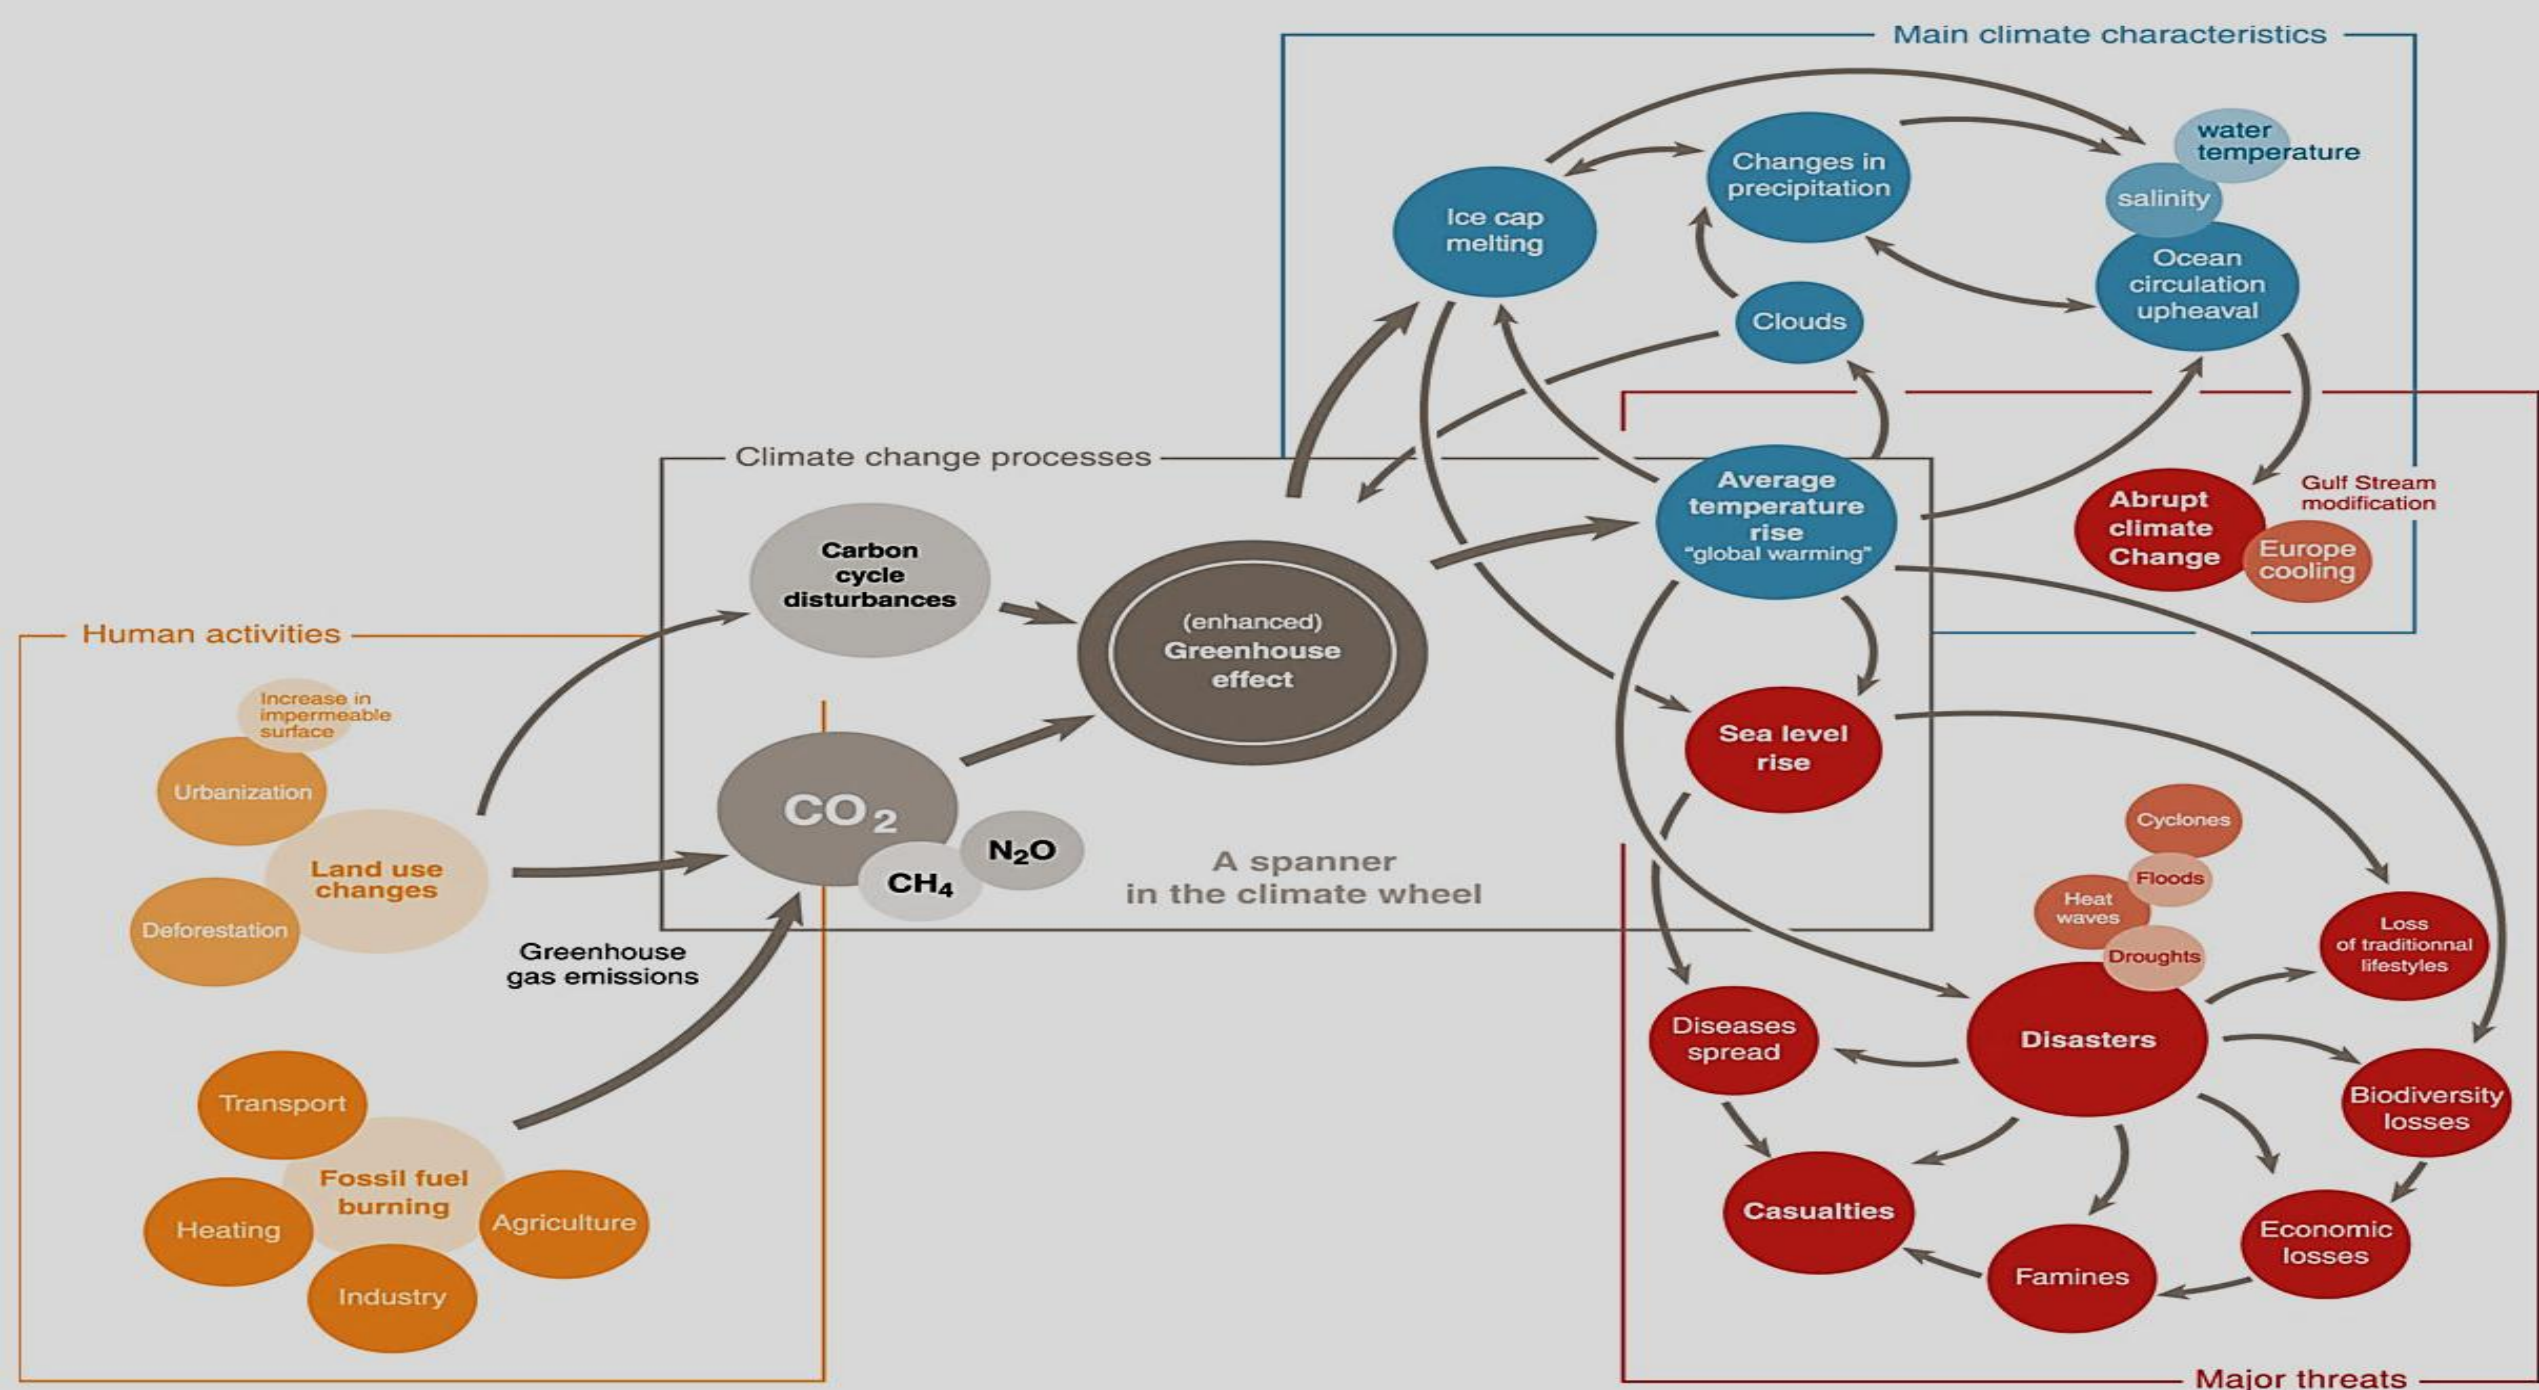 Main climate characteristics
water
temperature
Changes in
precipitation
salinity
Ice cap
melting
Ocean
circulation
upheaval
Clouds
Climate change processes
Average
temperature
rise
"global warming"
Gulf Stream
modification
Abrupt
climate
Change
Europe
cooling
Carbon
cycle
disturbances
(enhanced)
Greenhouse
effect
Human activities
Increase in
impermeable
surface
Urbanization
Land use
changes
Deforestation
CO2
CH4
N2O
A spanner
in the climate wheel
Sea level
rise
Greenhouse
gas emissions
Cyclones
Floods
Heat
waves
Droughts
Loss
of traditionnal
lifestyles
Diseases
spread
Disasters
Biodiversity
losses
Transport
Fossil fuel
burning
Heating
Agriculture
Industry
Casualties
Economic
losses
Famines
Major threats